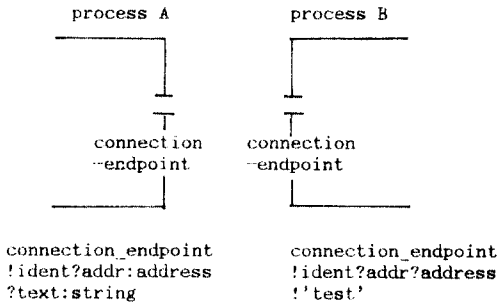 process A
process B
connection
-endpoint
connection
-endpoint
connection_endpoint
!ident?addr:address
?text:string
connection_endpoint
!ident?addr?address
!'test'